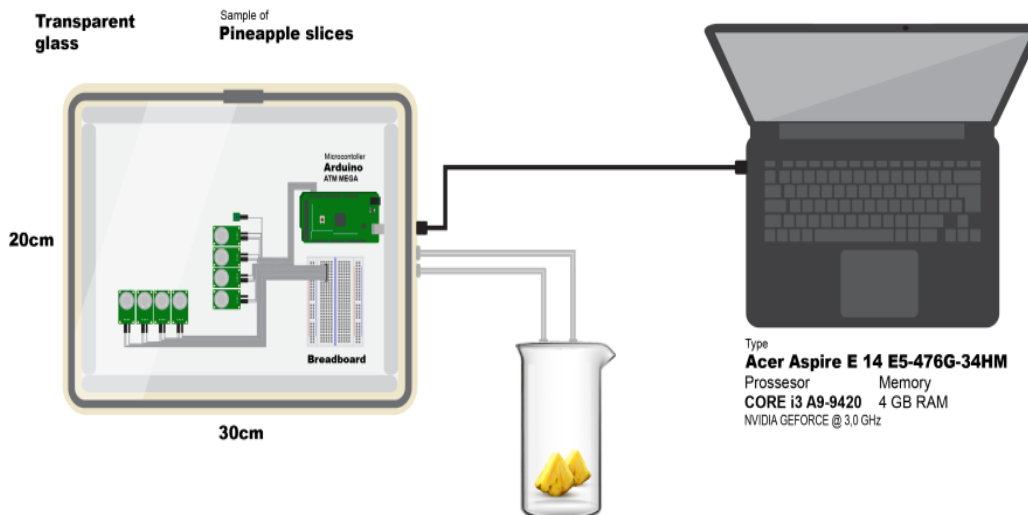 Transparent
glass
Sample of
Pineapple slices
Microcontoller
Arduino
ATM MEGA
20cm
Breadboard
30cm
Type
Acer Aspire E 14 E5-476G-34HM
Prossesor Memory
CORE i3 A9-9420 4 GB RAM
NVIDIA GEFORCE @ 3,0 GHz